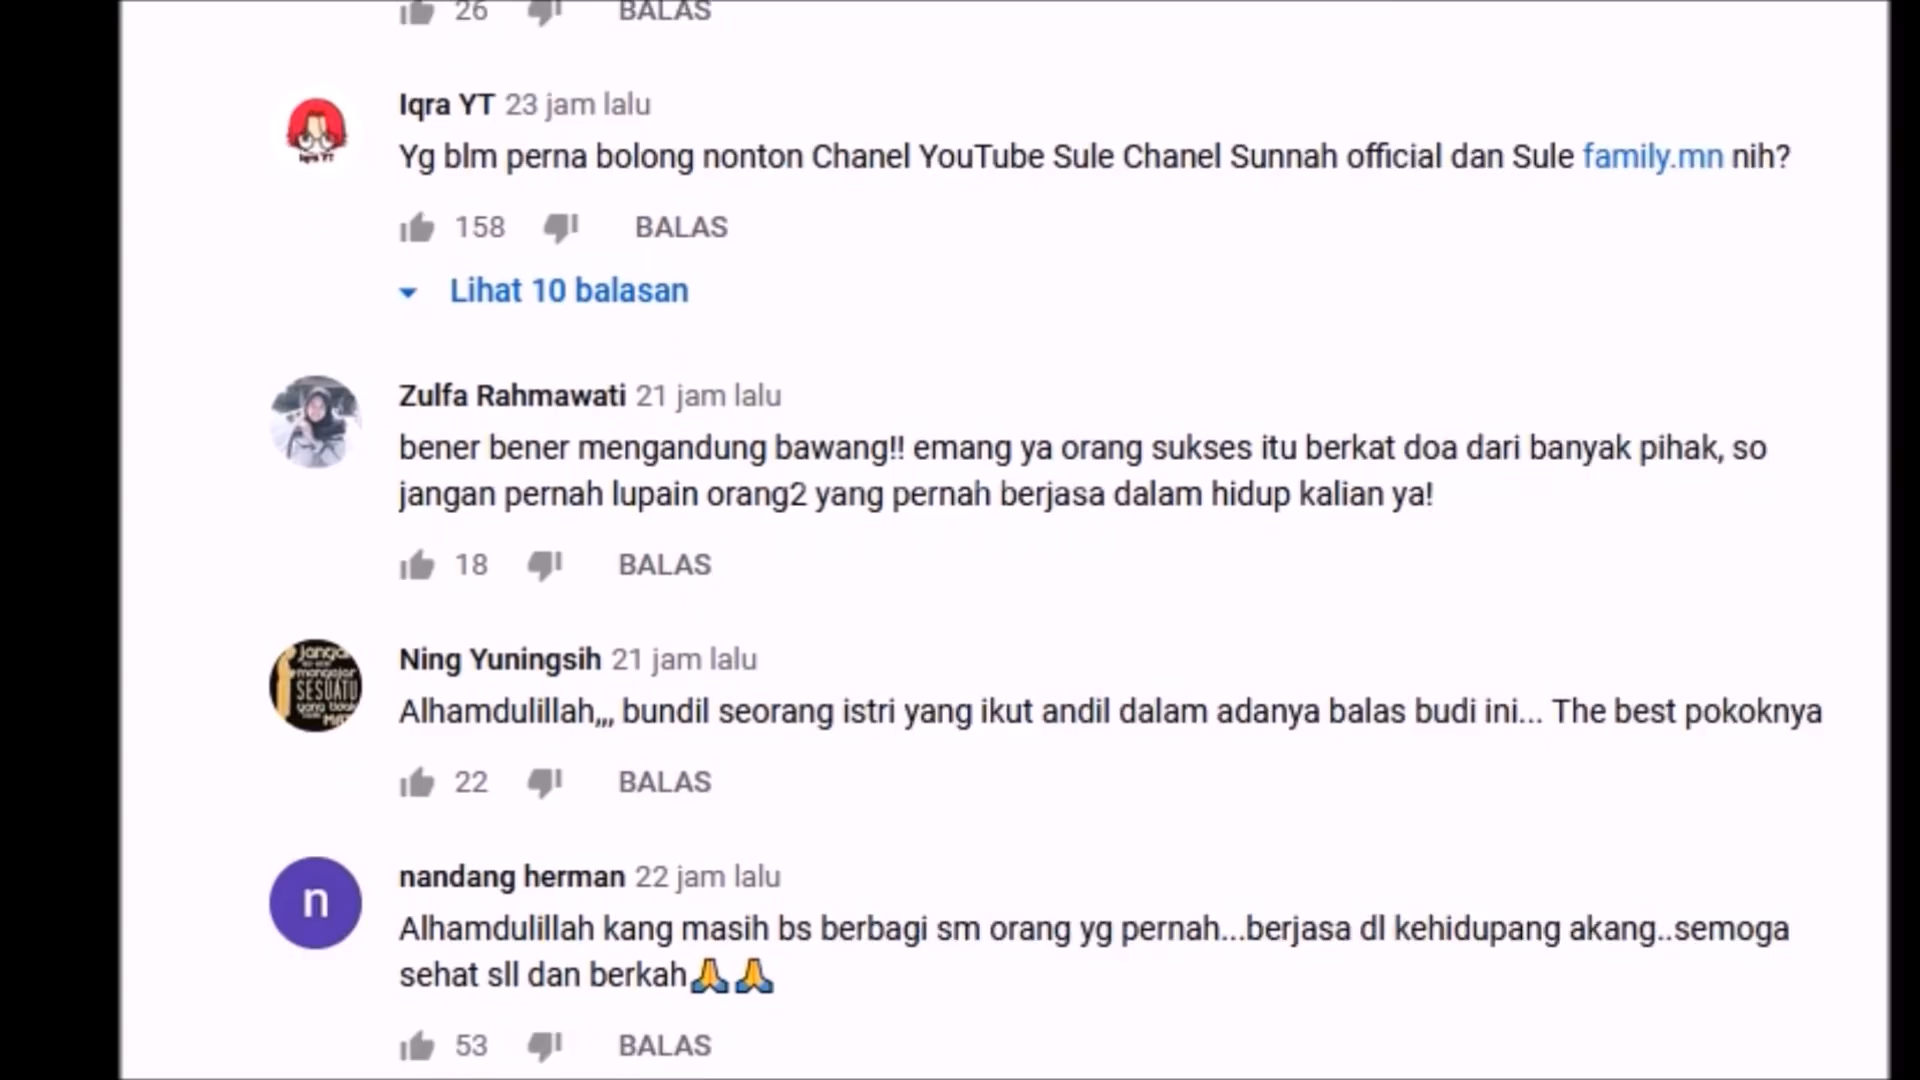 26 BALAS
Iqra YT 23 jam lalu
Yg blm perna bolong nonton Chanel YouTube Sule Chanel Sunnah official dan Sule family.mn nih?
158 BALAS
Lihat 10 balasan
Zulfa Rahmawati 21 jam lalu
bener bener mengandung bawang!! emang ya orang sukses itu berkat doa dari banyak pihak, so
jangan pernah lupain orang2 yang pernah berjasa dalam hidup kalian ya!
18 BALAS
Ning Yuningsih 21 jam lalu
Alhamdulillah,,, bundil seorang istri yang ikut andil dalam adanya balas budi ini... The best pokoknya
22 BALAS
n
nandang herman 22 jam lalu
Alhamdulillah kang masih bs berbagi sm orang yg pernah...berjasa dl kehidupang akang..semoga
sehat sll dan berkah🙏🙏
53 BALAS